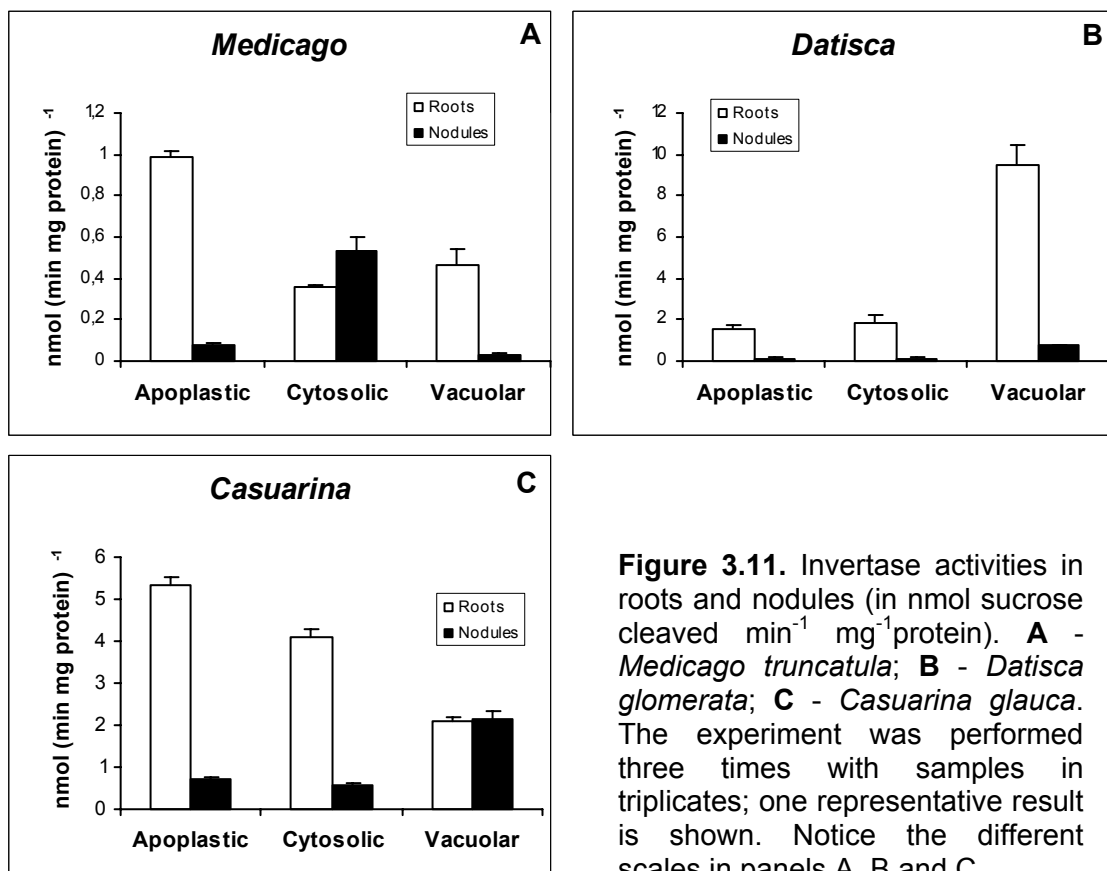 Medicago
A
nmol (min mg protein) -1
1,2
1
0,8
0,6
0,4
0,2
0
Roots
Nodules
Apoplastic Cytosolic Vacuolar
Datisca
B
nmol (min mg protein) -1
12
10
8
6
4
2
0
Roots
Nodules
Apoplastic Cytosolic Vacuolar
Casuarina
C
nmol (min mg protein) -1
6
5
4
3
2
1
0
Roots
Nodules
Apoplastic Cytosolic Vacuolar
Figure 3.11. Invertase activities in
roots and nodules (in nmol sucrose
cleaved min-1 mg-1protein). A -
Medicago truncatula; B - Datisca
glomerata; C - Casuarina glauca.
The experiment was performed
three times with samples in
triplicates; one representative result
is shown. Notice the different
scales in panels A, B and C